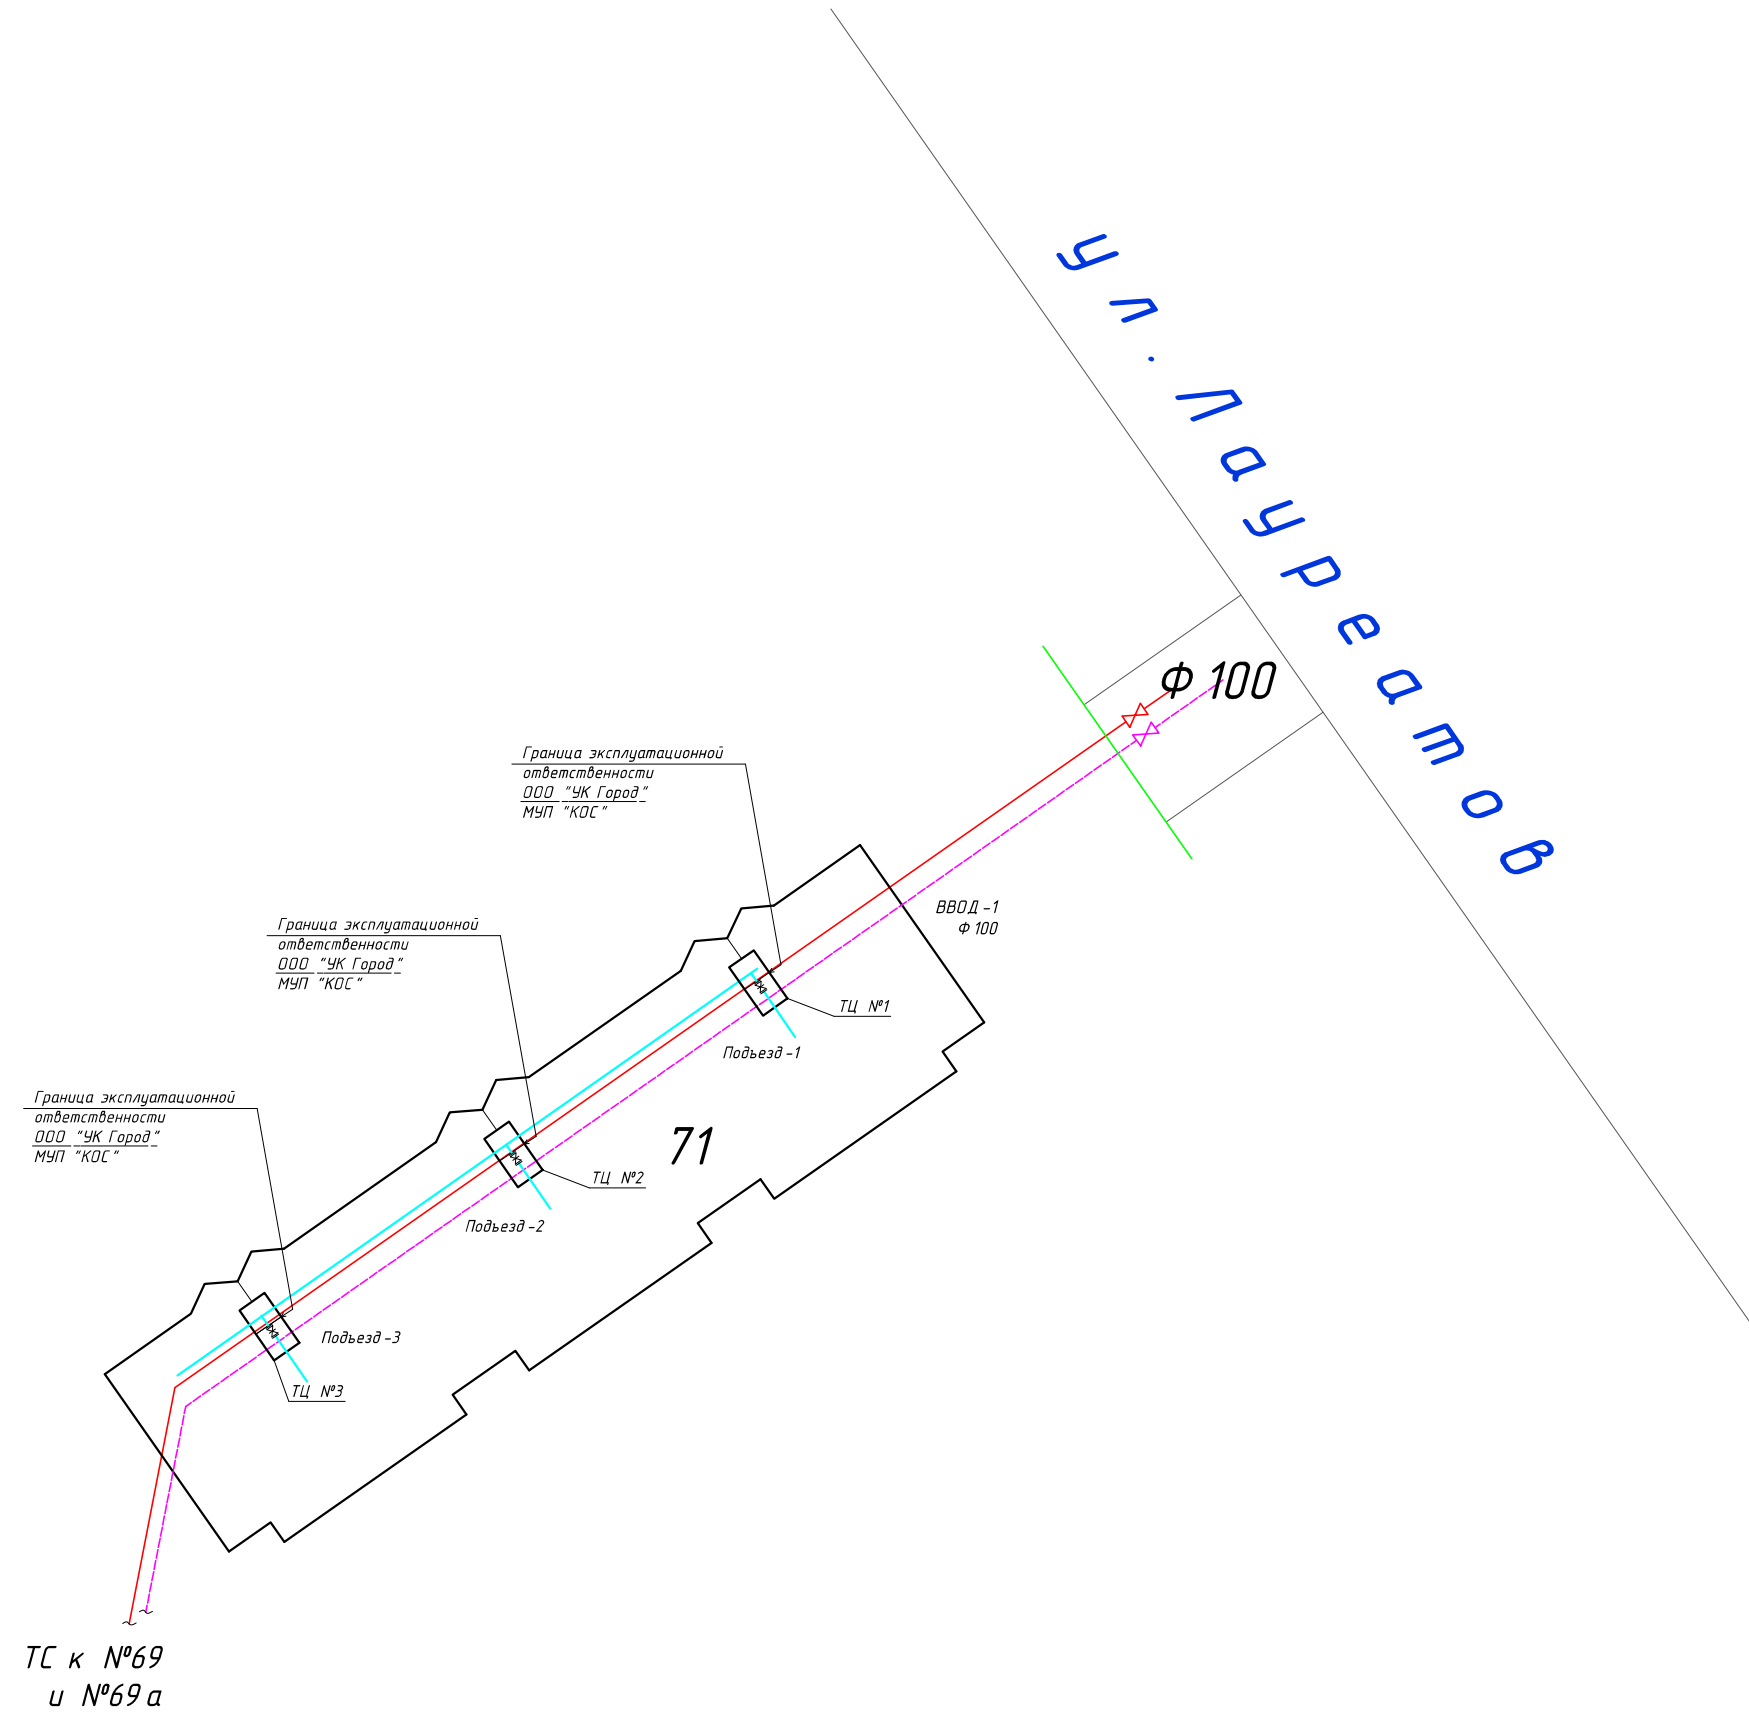 ул. Лауреатов
Ф 100
Граница эксплуатационной
ответственности
ООО "УК Город"
МУП "КОС"
ВВОД-1
Ф 100
Граница эксплуатационной
ответственности
ООО "УК Город"
МУП "КОС"
ТЦ №1
Подъезд-1
Граница эксплуатационной
ответственности
ООО "УК Город"
МУП "КОС"
71
ТЦ №2
Подъезд-2
Подъезд-3
ТЦ №3
ТС к №69
и №69а